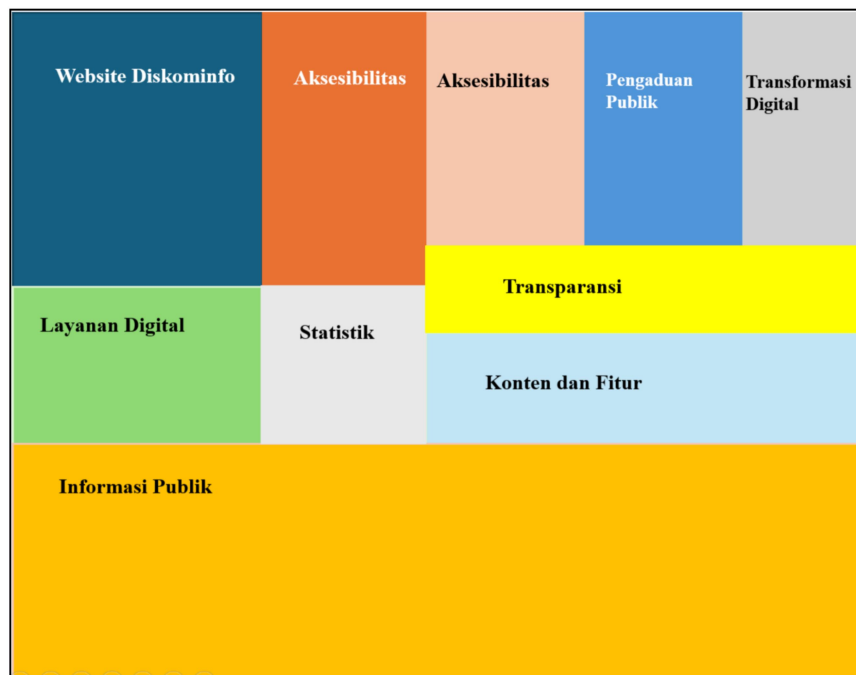 Website Diskominfo
Aksesibilitas
Aksesibilitas
Pengaduan
Publik
Transformasi
Digital
Transparansi
Layanan Digital
Statistik
Konten dan Fitur
Informasi Publik